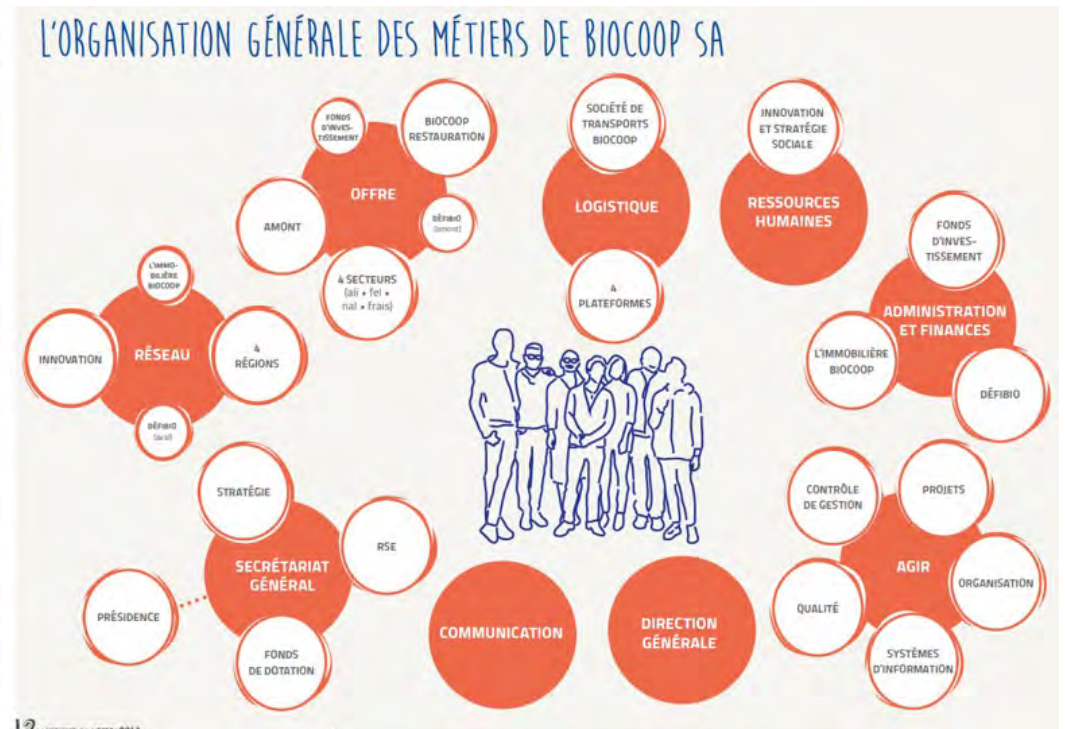 L'ORGANISATION GÉNÉRALE DES MÉTIERS DE BIOCOOP SA
FONDS
D'INVES-
TISSEMENT
BIOCOOP
RESTAURATION
OFFRE
AMONT
DÉFIBIO
(amont)
4 SECTEURS
(ali • fel •
nal • frais)
SOCIÉTÉ DE
TRANSPORTS
BIOCOOP
LOGISTIQUE
4
PLATEFORMES
INNOVATION
ET STRATÉGIE
SOCIALE
RESSOURCES
HUMAINES
FONDS
D'INVES-
TISSEMENT
ADMINISTRATION
ET FINANCES
L'IMMOBILIÈRE
BIOCOOP
DÉFIBIO
L'IMMO-
BILIÈRE
BIOCOOP
INNOVATION
RÉSEAU
4
RÉGIONS
DÉFIBIO
(aval)
STRATÉGIE
RSE
SECRÉTARIAT
GÉNÉRAL
PRÉSIDENCE
FONDS
DE DOTATION
COMMUNICATION
DIRECTION
GÉNÉRALE
CONTRÔLE
DE GESTION
PROJETS
AGIR
ORGANISATION
QUALITÉ
SYSTÈMES
D'INFORMATION